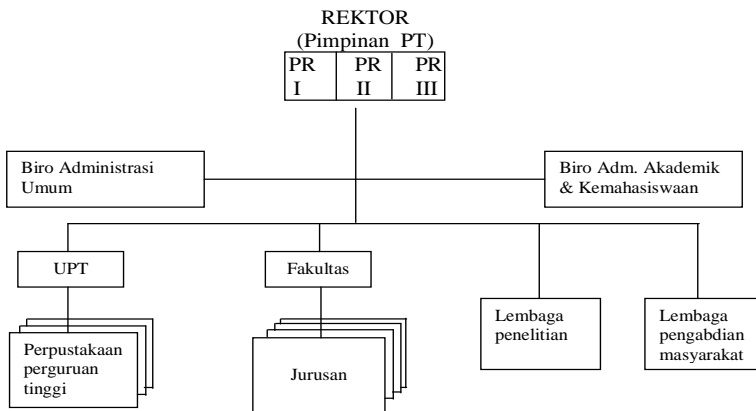 REKTOR
(Pimpinan PT)
PR I
PR II
PR III
Biro Administrasi
Umum
Biro Adm. Akademik
& Kemahasiswaan
UPT
Fakultas
Lembaga
penelitian
Lembaga
pengabdian
masyarakat
Perpustakaan
perguruan
tinggi
Jurusan